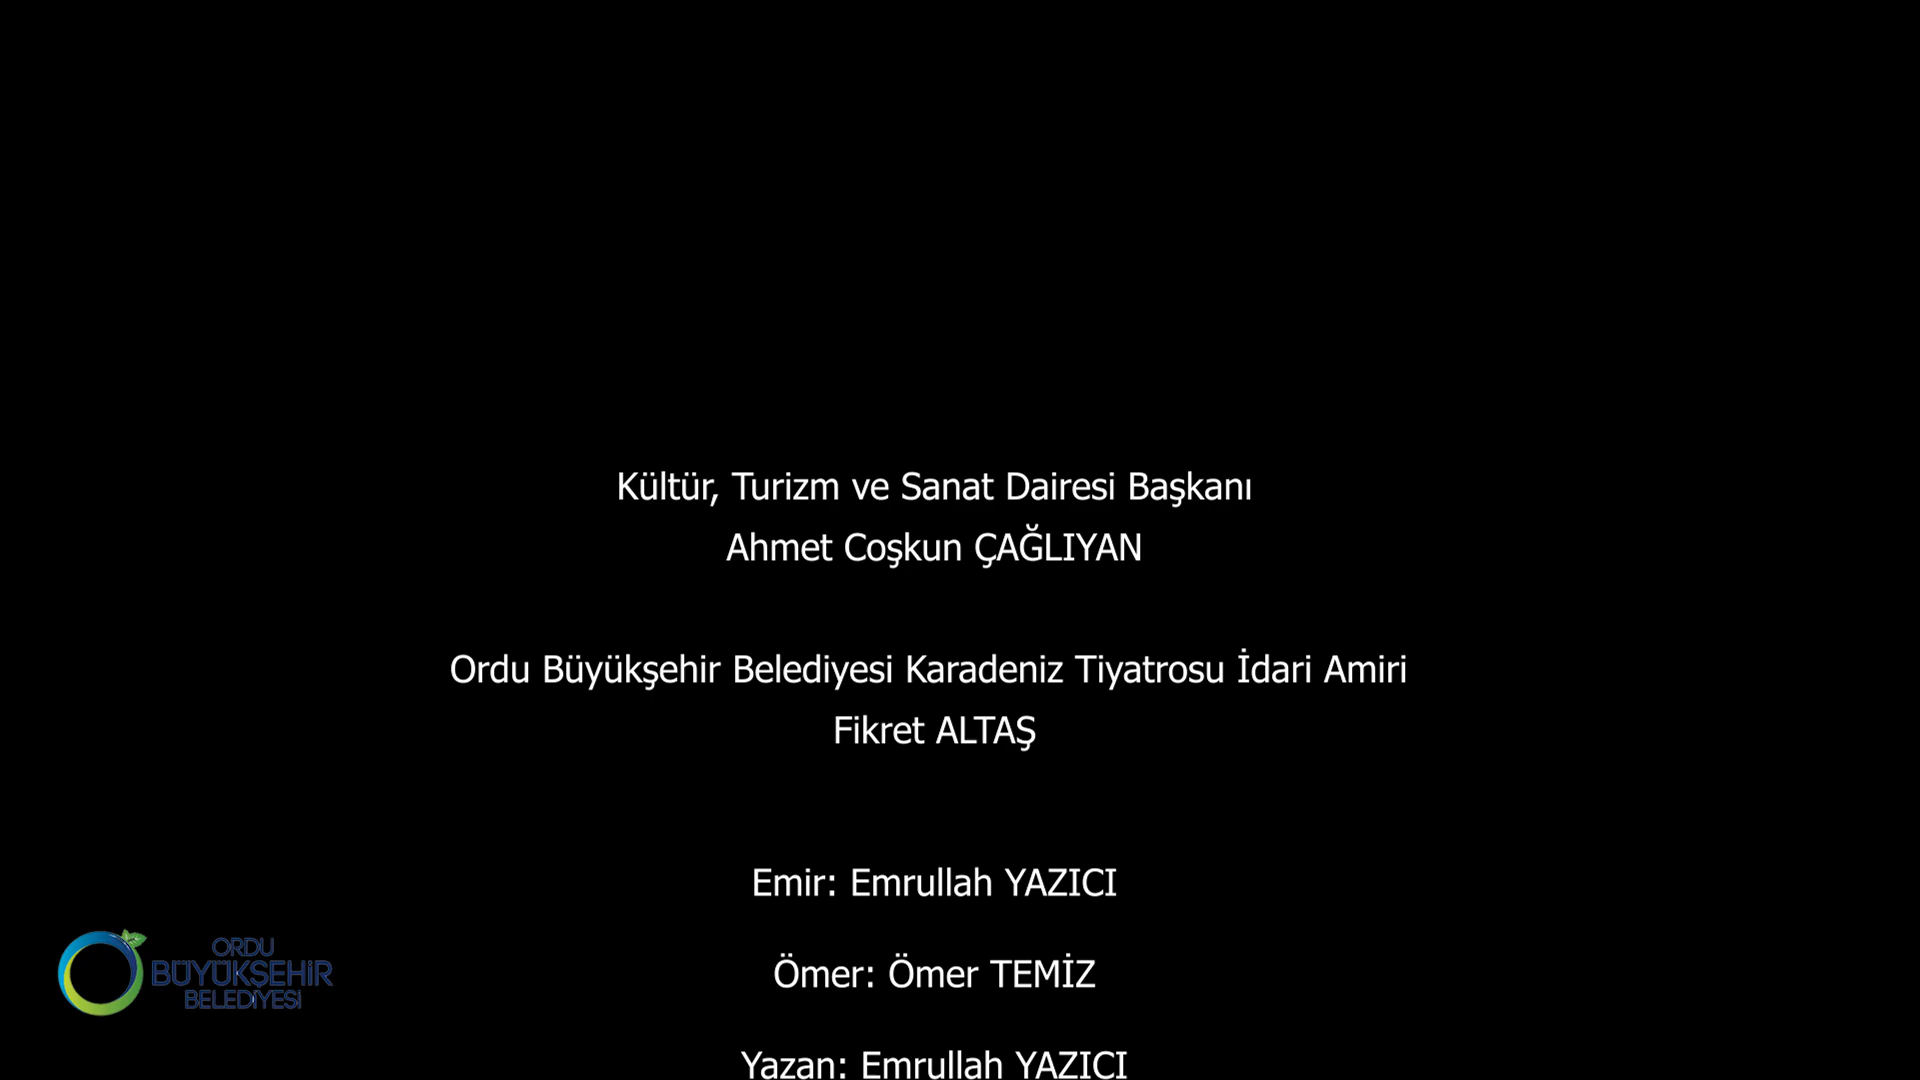 Kültür, Turizm ve Sanat Dairesi Başkanı
Ahmet Coşkun ÇAĞLIYAN
Ordu Büyükşehir Belediyesi Karadeniz Tiyatrosu İdari Amiri
Fikret ALTAŞ
Emir: Emrullah YAZICI
Ömer: Ömer TEMİZ
Yazan: Emrullah YAZICI
ORDU
BÜYÜKŞEHİR
BELEDİYESİ